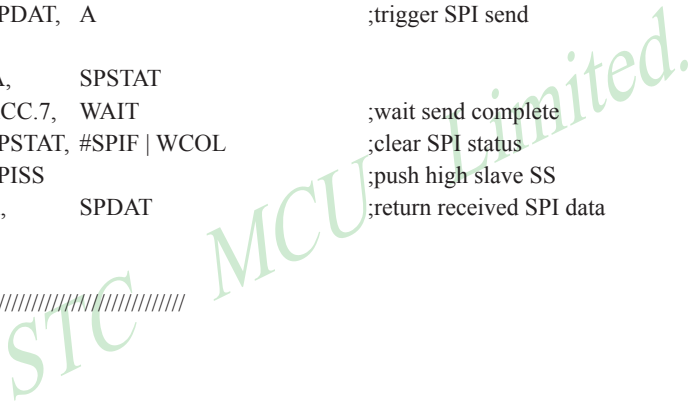 PDAT, A ;trigger SPI send
A, SPSTAT
CC.7, WAIT ;wait send complete
PSTAT, #SPIF | WCOL ;clear SPI status
PISS ;push high slave SS
, SPDAT ;return received SPI data
///////////////////////////
STC MCU Limited.